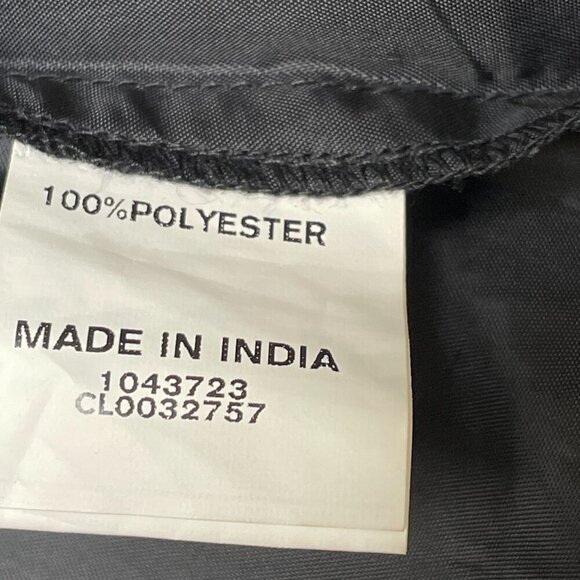 100%POLYESTER
MADE IN INDIA
1043723
CL0032757